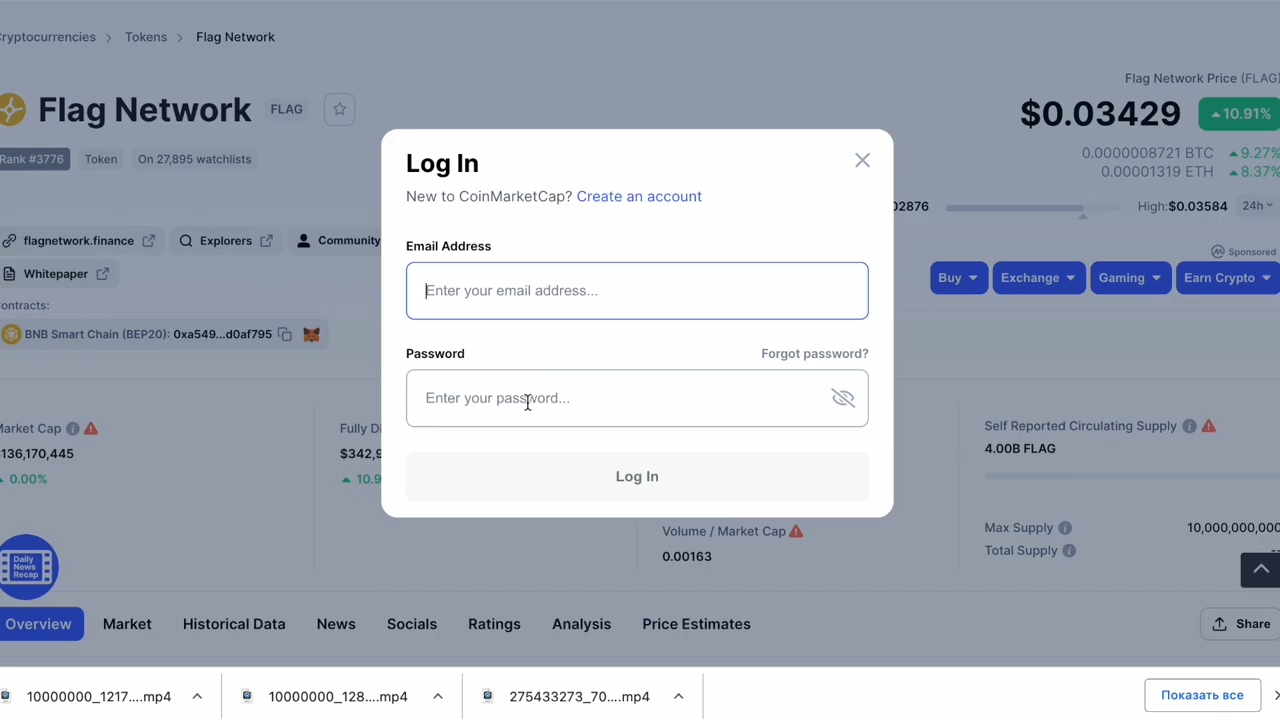 ryptocurrencies > Tokens > Flag Network
Flag Network FLAG
Rank #3776 Token On 27,895 watchlists
flagnetwork.finance Explorers Community
Whitepaper
ontracts:
BNB Smart Chain (BEP20): 0xa549...d0af795
Flag Network Price (FLAG)
$0.03429 10.91%
0.0000008721 BTC 9.27%
0.00001319 ETH 8.37%
02876 High:$0.03584 24h
Sponsored
Buy Exchange Gaming Earn Crypto
Log In
New to CoinMarketCap? Create an account
Email Address
Enter your email address...
Password Forgot password?
Enter your password...
Log In
Market Cap
136,170,445
0.00%
Fully Di
$342,9
10.9
Volume / Market Cap
0.00163
Self Reported Circulating Supply
4.00B FLAG
Max Supply 10,000,000,000
Total Supply --
Daily
News
Recap
Overview Market Historical Data News Socials Ratings Analysis Price Estimates Share
10000000_1217....mp4 10000000_128....mp4 275433273_70....mp4 Показать все